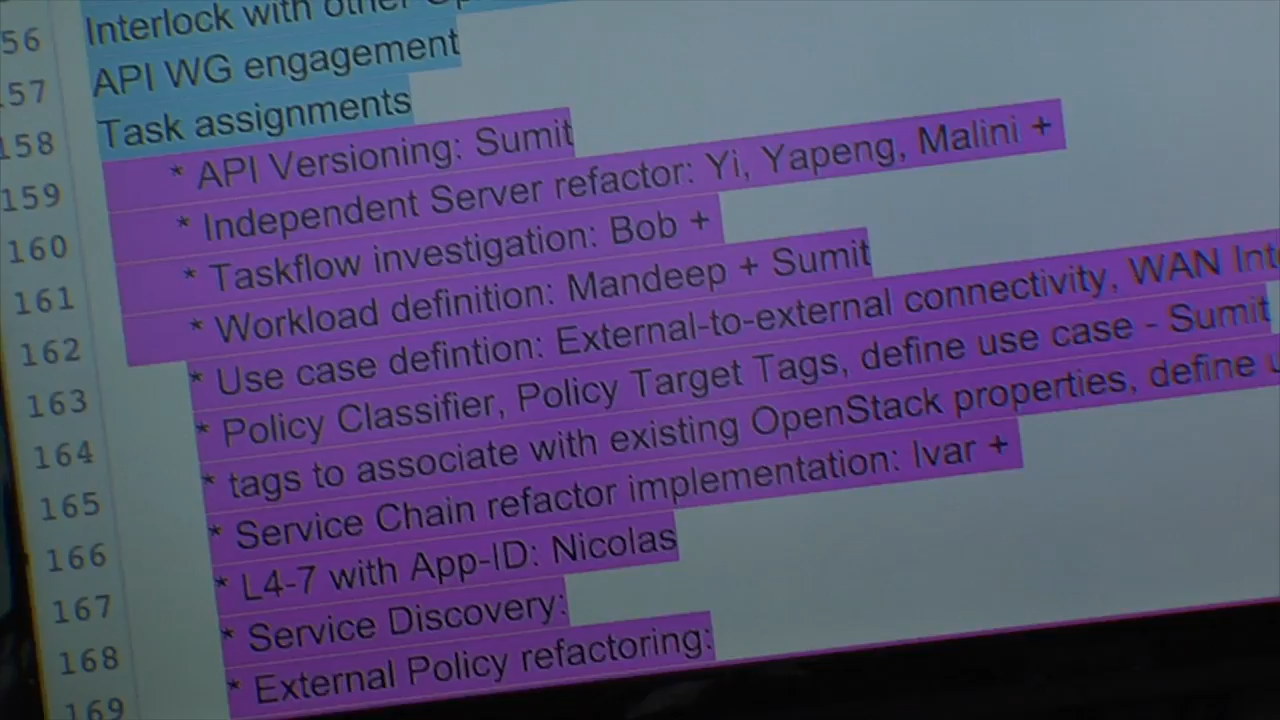 156 Interlock with other
157 API WG engagement
158 Task assignments
159 * API Versioning: Sumit
160 * Independent Server refactor: Yi, Yapeng, Malini +
161 * Taskflow investigation: Bob +
162 * Workload definition: Mandeep + Sumit
163 * Use case defintion: External-to-external connectivity, WAN
164 * Policy Classifier, Policy Target Tags, define use case - Sumit
165 * tags to associate with existing OpenStack properties, define
166 * Service Chain refactor implementation: Ivar +
167 * L4-7 with App-ID: Nicolas
168 * Service Discovery:
169 * External Policy refactoring: